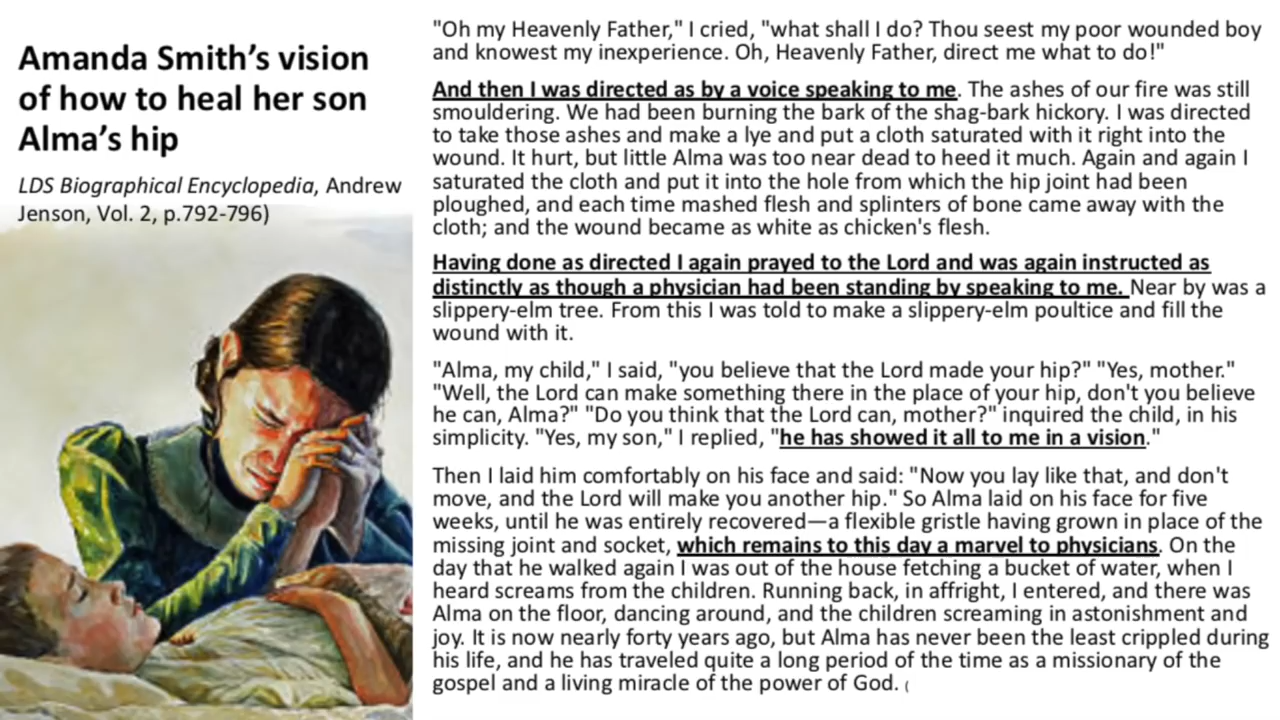 Amanda Smith’s vision
of how to heal her son
Alma’s hip
LDS Biographical Encyclopedia, Andrew
Jenson, Vol. 2, p.792-796)
"Oh my Heavenly Father," I cried, "what shall I do? Thou seest my poor wounded boy
and knowest my inexperience. Oh, Heavenly Father, direct me what to do!"
And then I was directed as by a voice speaking to me. The ashes of our fire was still
smouldering. We had been burning the bark of the shag-bark hickory. I was directed
to take those ashes and make a lye and put a cloth saturated with it right into the
wound. It hurt, but little Alma was too near dead to heed it much. Again and again I
saturated the cloth and put it into the hole from which the hip joint had been
ploughed, and each time mashed flesh and splinters of bone came away with the
cloth; and the wound became as white as chicken's flesh.
Having done as directed I again prayed to the Lord and was again instructed as
distinctly as though a physician had been standing by speaking to me. Near by was a
slippery-elm tree. From this I was told to make a slippery-elm poultice and fill the
wound with it.
"Alma, my child," I said, "you believe that the Lord made your hip?" "Yes, mother."
"Well, the Lord can make something there in the place of your hip, don't you believe
he can, Alma?" "Do you think that the Lord can, mother?" inquired the child, in his
simplicity. "Yes, my son," I replied, "he has showed it all to me in a vision."
Then I laid him comfortably on his face and said: "Now you lay like that, and don't
move, and the Lord will make you another hip." So Alma laid on his face for five
weeks, until he was entirely recovered—a flexible gristle having grown in place of the
missing joint and socket, which remains to this day a marvel to physicians. On the
day that he walked again I was out of the house fetching a bucket of water, when I
heard screams from the children. Running back, in affright, I entered, and there was
Alma on the floor, dancing around, and the children screaming in astonishment and
joy. It is now nearly forty years ago, but Alma has never been the least crippled during
his life, and he has traveled quite a long period of the time as a missionary of the
gospel and a living miracle of the power of God. (